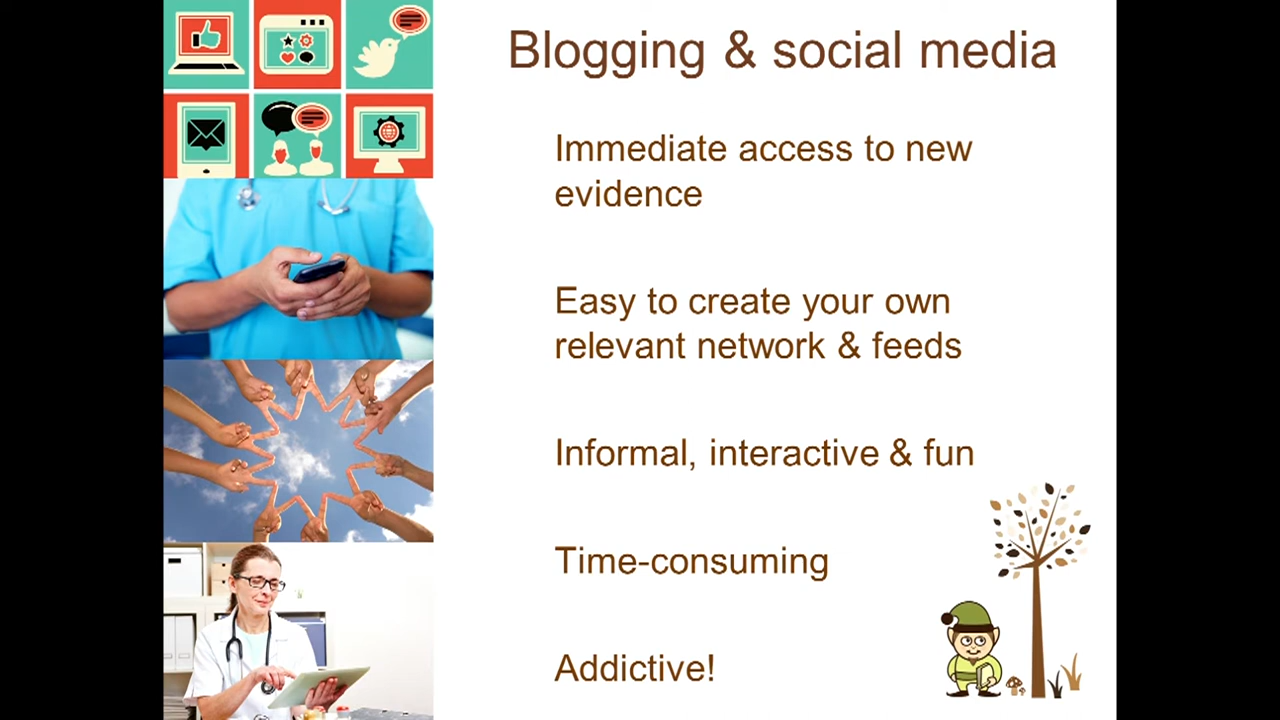 Blogging & social media
Immediate access to new
evidence
Easy to create your own
relevant network & feeds
Informal, interactive & fun
Time-consuming
Addictive!